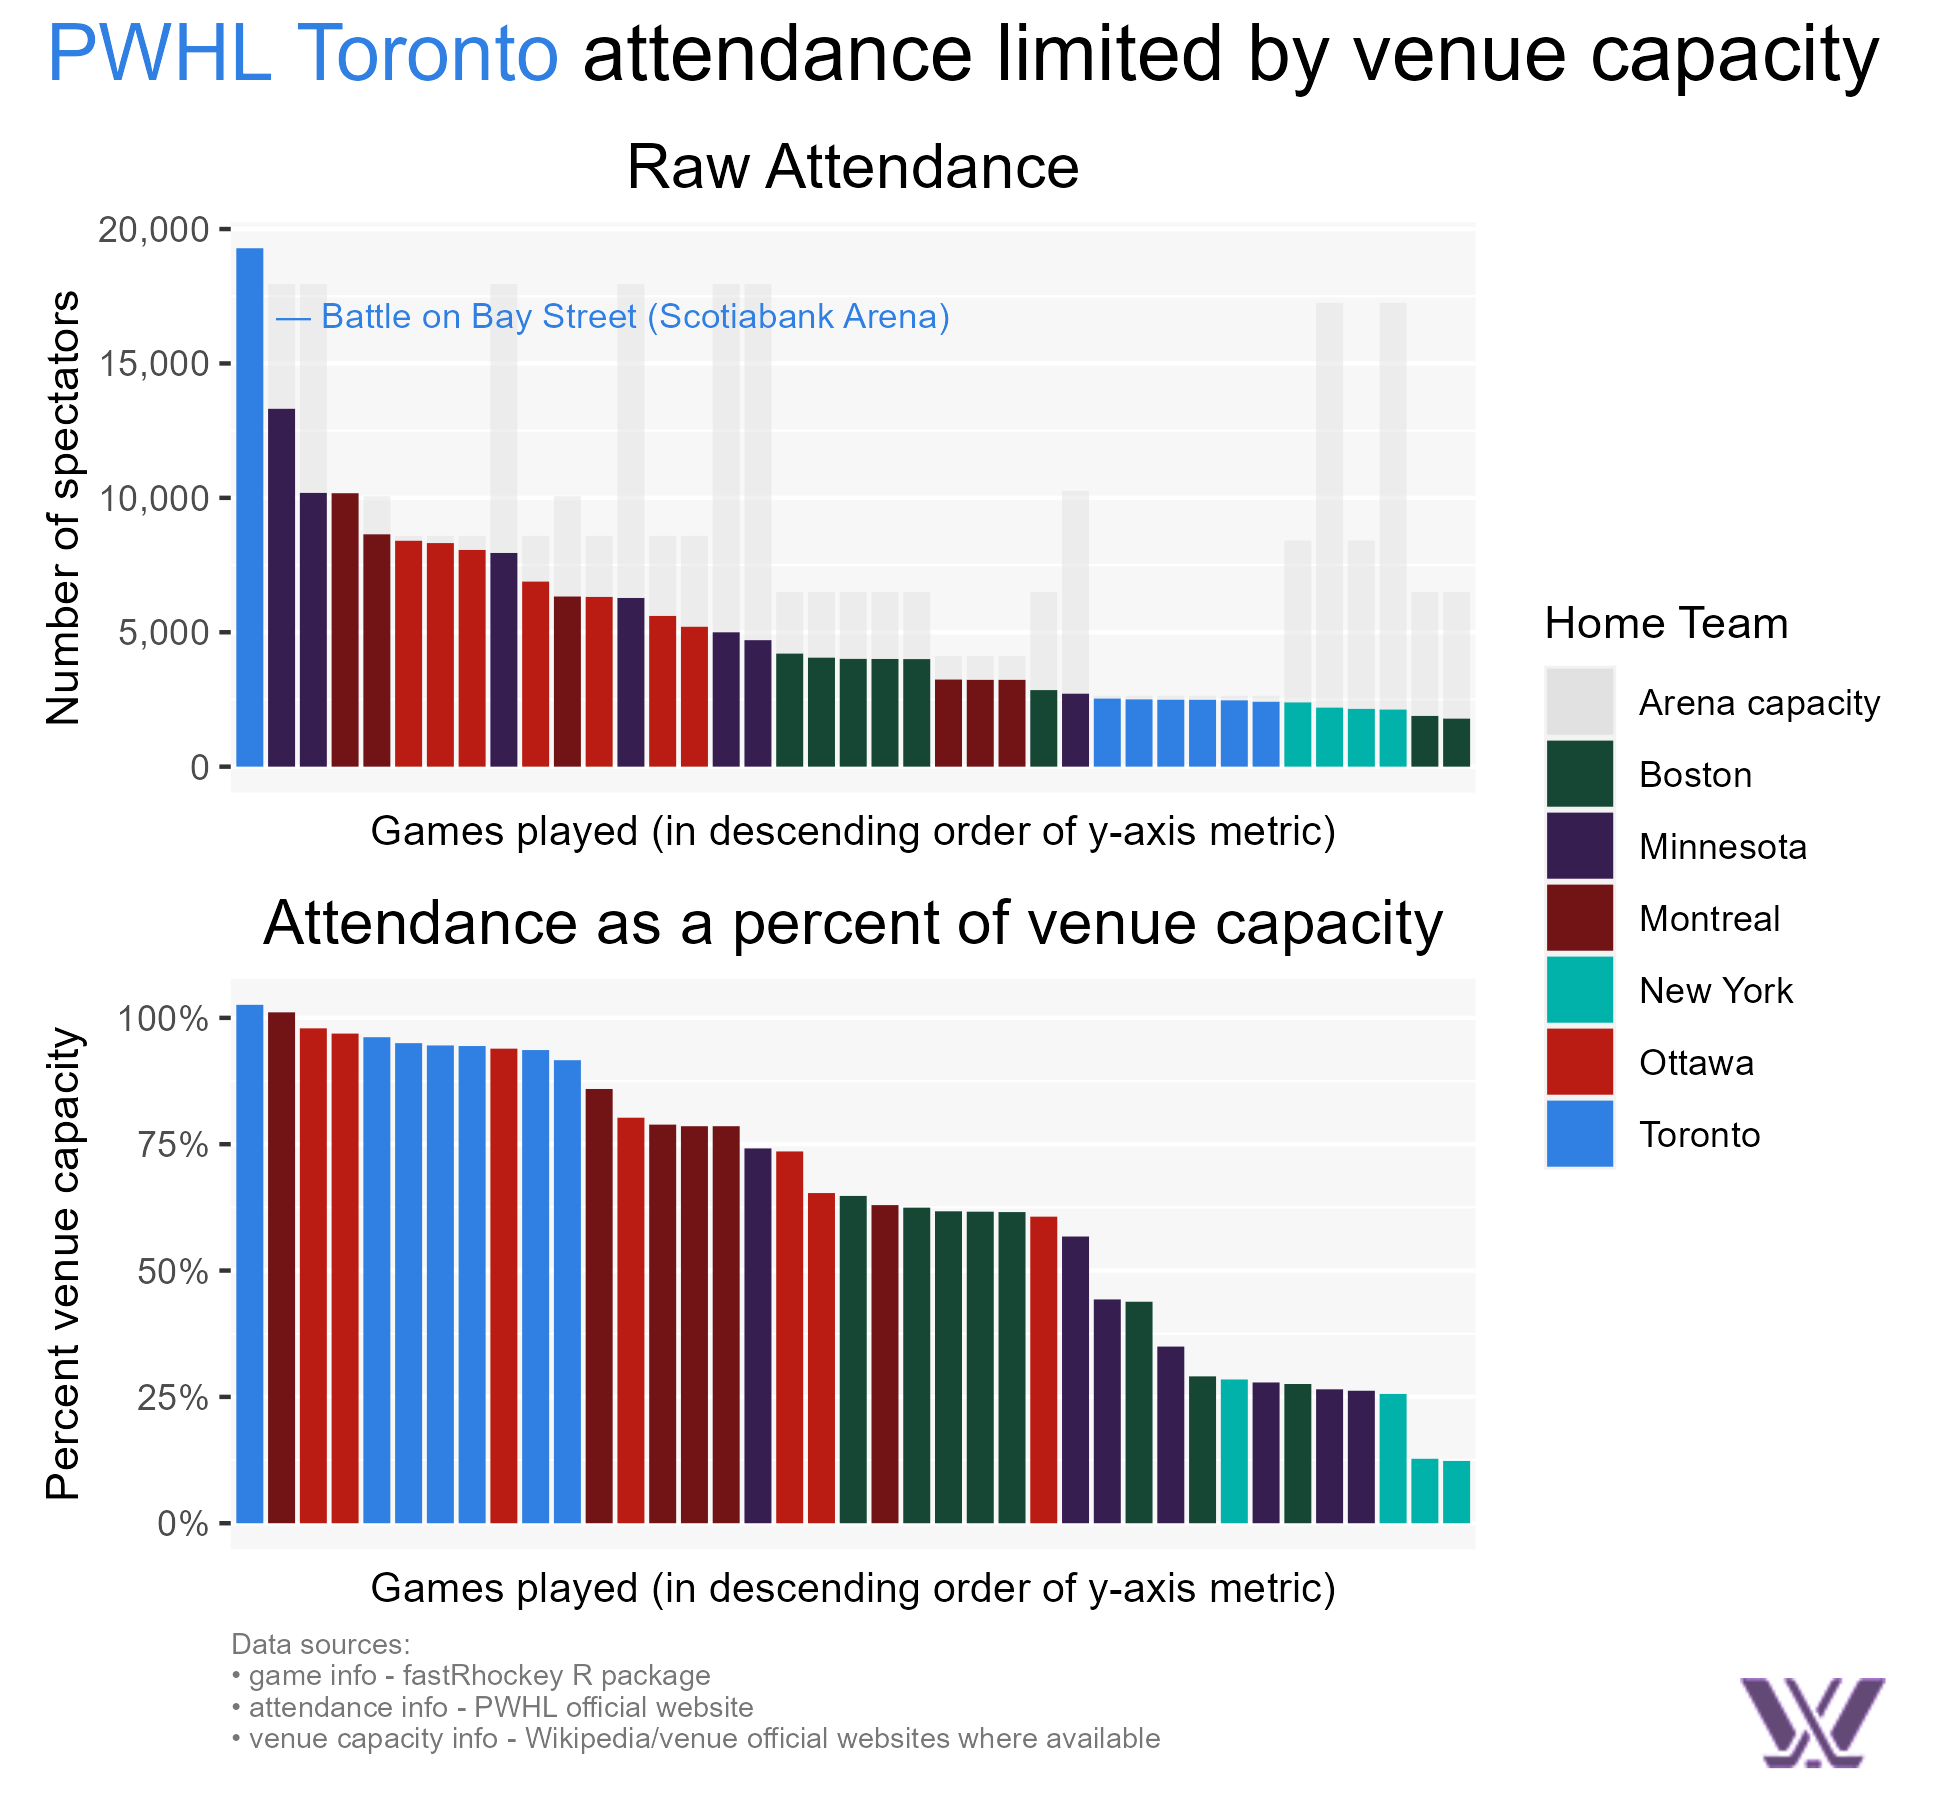 PWHL Toronto attendance limited by venue capacity
Raw Attendance
Number of spectators
20,000
15,000
10,000
5,000
0
— Battle on Bay Street (Scotiabank Arena)
Games played (in descending order of y-axis metric)
Attendance as a percent of venue capacity
Percent venue capacity
100%
75%
50%
25%
0%
Games played (in descending order of y-axis metric)
Home Team
Arena capacity
Boston
Minnesota
Montreal
New York
Ottawa
Toronto
Data sources:
• game info - fastRhockey R package
• attendance info - PWHL official website
• venue capacity info - Wikipedia/venue official websites where available